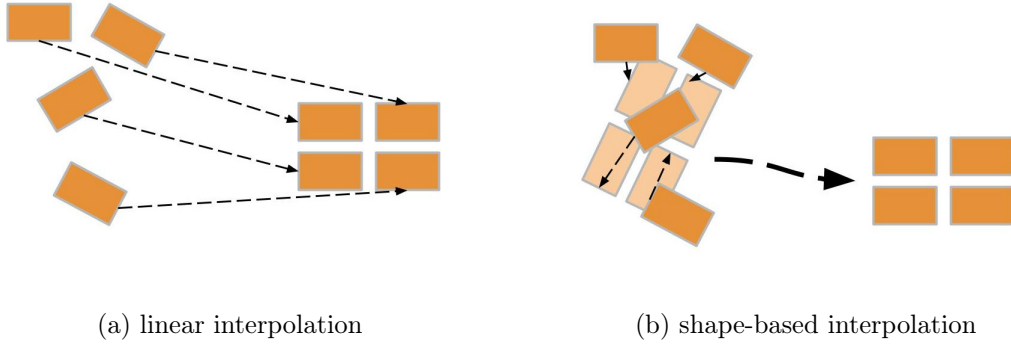 (a) linear interpolation
(b) shape-based interpolation